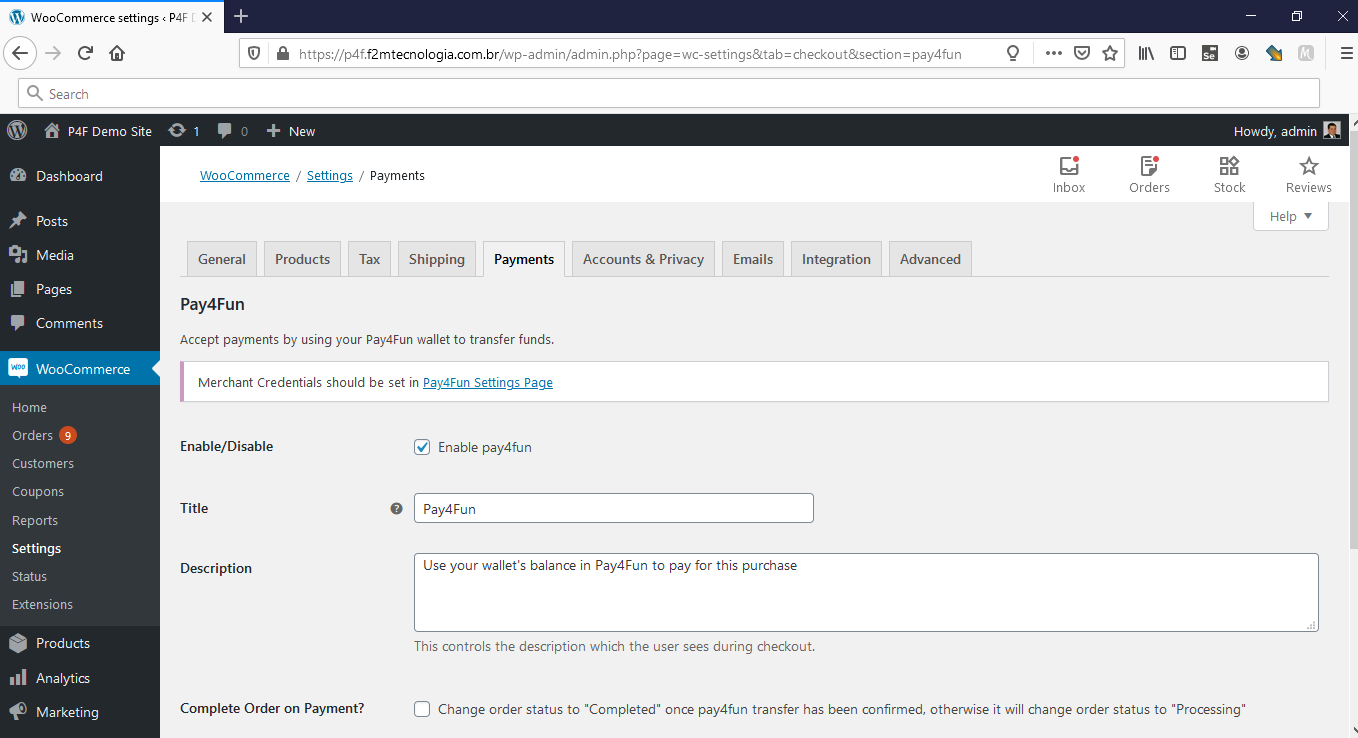 WooCommerce settings ‹ P4F D
https://p4f.f2mtecnologia.com.br/wp-admin/admin.php?page=wc-settings&tab=checkout&section=pay4fun
Se
M
Search
P4F Demo Site 1 0 New
Howdy, admin
Dashboard
Posts
Media
Pages
Comments
woo WooCommerce
Home
Orders 9
Customers
Coupons
Reports
Settings
Status
Extensions
Products
Analytics
Marketing
WooCommerce / Settings / Payments
Inbox Orders Stock Reviews
Help
General Products Tax Shipping Payments Accounts & Privacy Emails Integration Advanced
Pay4Fun
Accept payments by using your Pay4Fun wallet to transfer funds.
Merchant Credentials should be set in Pay4Fun Settings Page
Enable/Disable Enable pay4fun
Title ? Pay4Fun
Description Use your wallet's balance in Pay4Fun to pay for this purchase
This controls the description which the user sees during checkout.
Complete Order on Payment? Change order status to "Completed" once pay4fun transfer has been confirmed, otherwise it will change order status to "Processing"